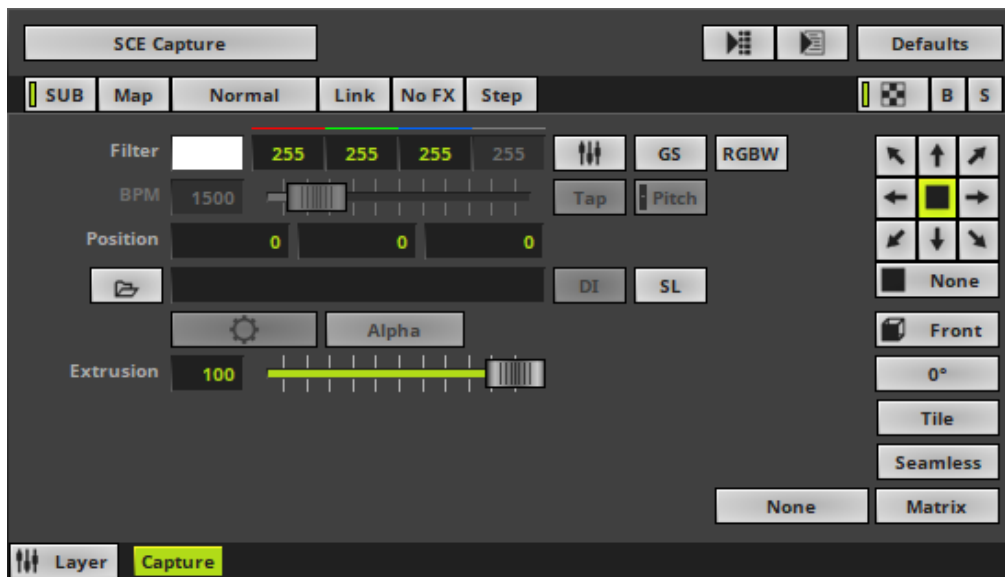 SCE Capture Defaults
SUB Map Normal Link No FX Step B S
Filter 255 255 255 255 GS RGBW
BPM 1500 Tap Pitch
Position 0 0 0
DI SL
None
Alpha
Front
Extrusion 100
0°
Tile
Seamless
None Matrix
Layer Capture